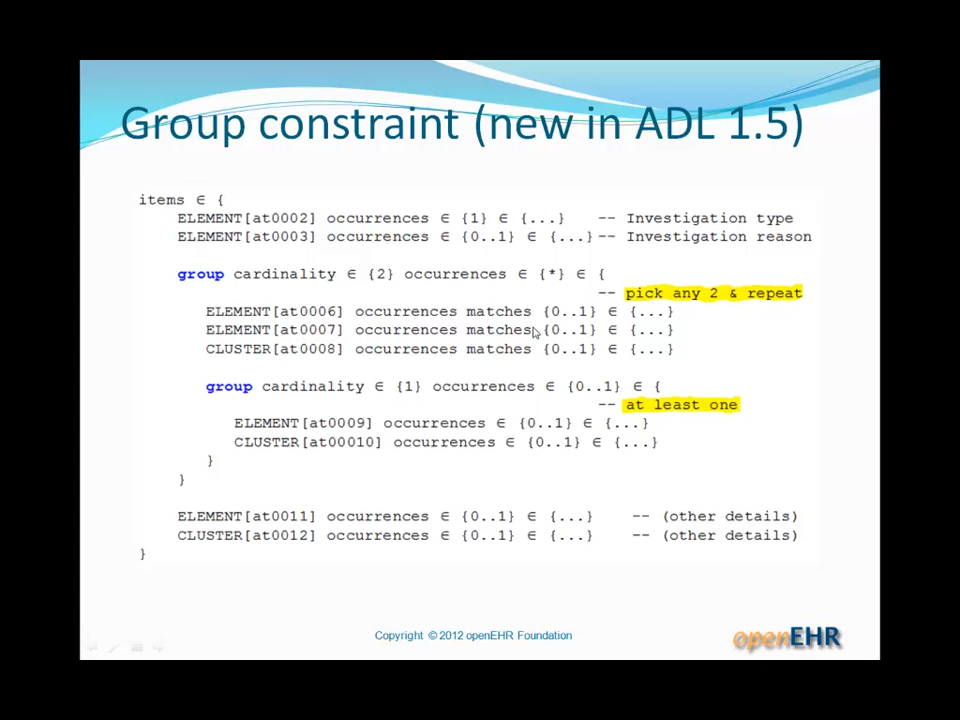 Group constraint (new in ADL 1.5)
items ∈ {
ELEMENT[at0002] occurrences ∈ {1} ∈ {...} -- Investigation type
ELEMENT[at0003] occurrences ∈ {0..1} ∈ {...}-- Investigation reason
group cardinality ∈ {2} occurrences ∈ {*} ∈ {
-- pick any 2 & repeat
ELEMENT[at0006] occurrences matches {0..1} ∈ {...}
ELEMENT[at0007] occurrences matches {0..1} ∈ {...}
CLUSTER[at0008] occurrences matches {0..1} ∈ {...}
group cardinality ∈ {1} occurrences ∈ {0..1} ∈ {
-- at least one
ELEMENT[at0009] occurrences ∈ {0..1} ∈ {...}
CLUSTER[at00010] occurrences ∈ {0..1} ∈ {...}
}
}
ELEMENT[at0011] occurrences ∈ {0..1} ∈ {...} -- (other details)
CLUSTER[at0012] occurrences ∈ {0..1} ∈ {...} -- (other details)
}
Copyright © 2012 openEHR Foundation
openEHR